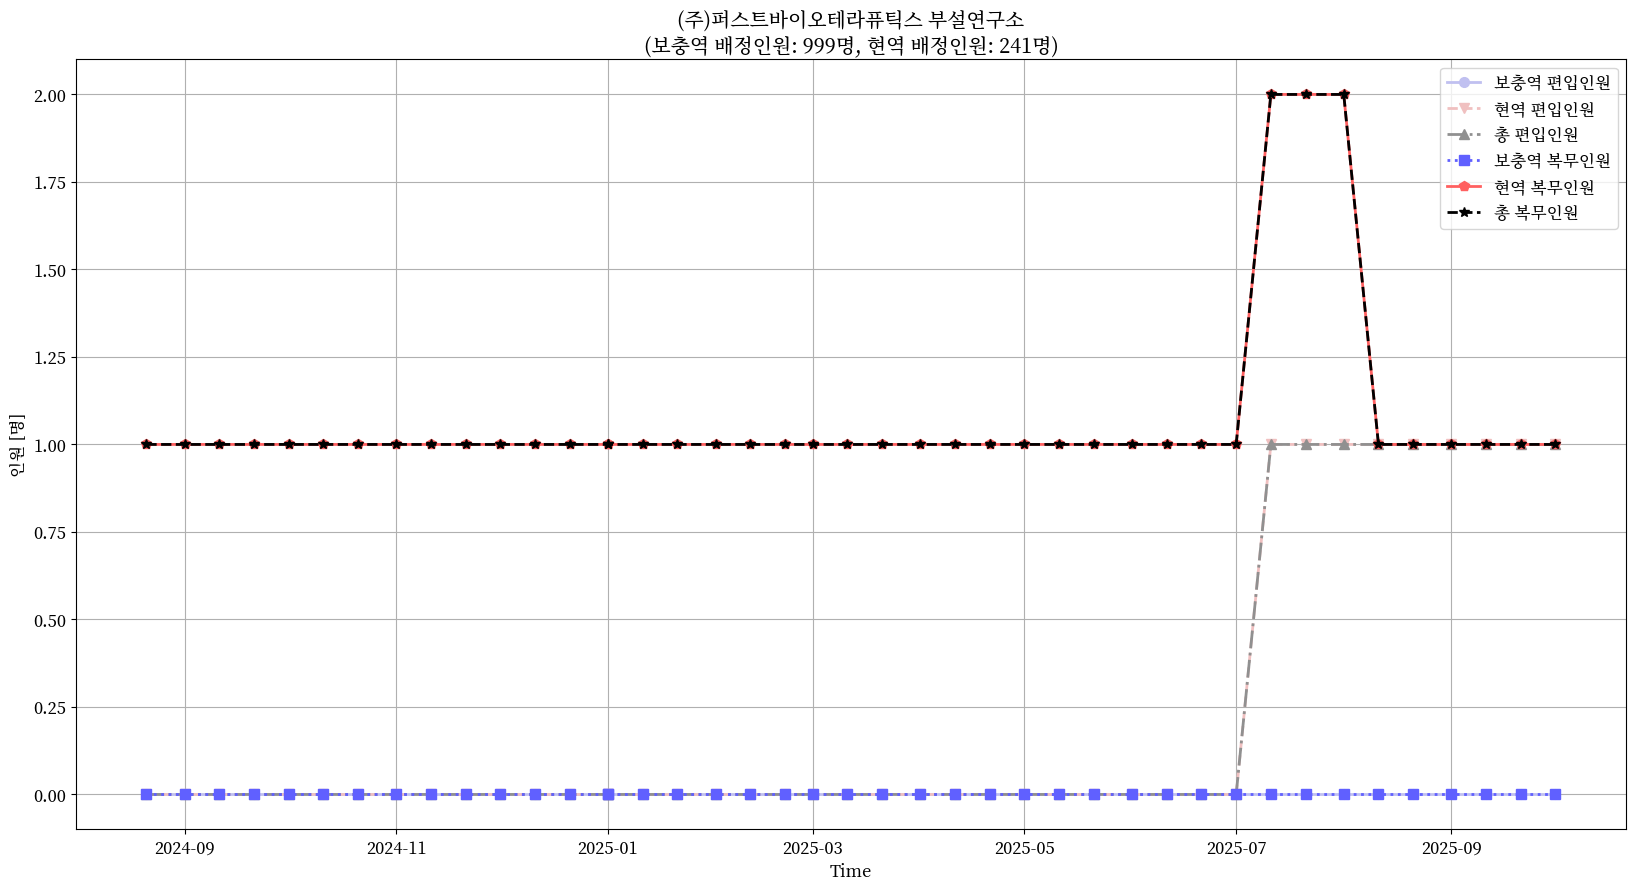 (주)퍼스트바이오테라퓨틱스 부설연구소
(보충역 배정인원: 999명, 현역 배정인원: 241명)
보충역 편입인원
현역 편입인원
총 편입인원
보충역 복무인원
현역 복무인원
총 복무인원
2.00
1.75
1.50
1.25
1.00
0.75
0.50
0.25
0.00
인원 [명]
2024-09
2024-11
2025-01
2025-03
2025-05
2025-07
2025-09
Time